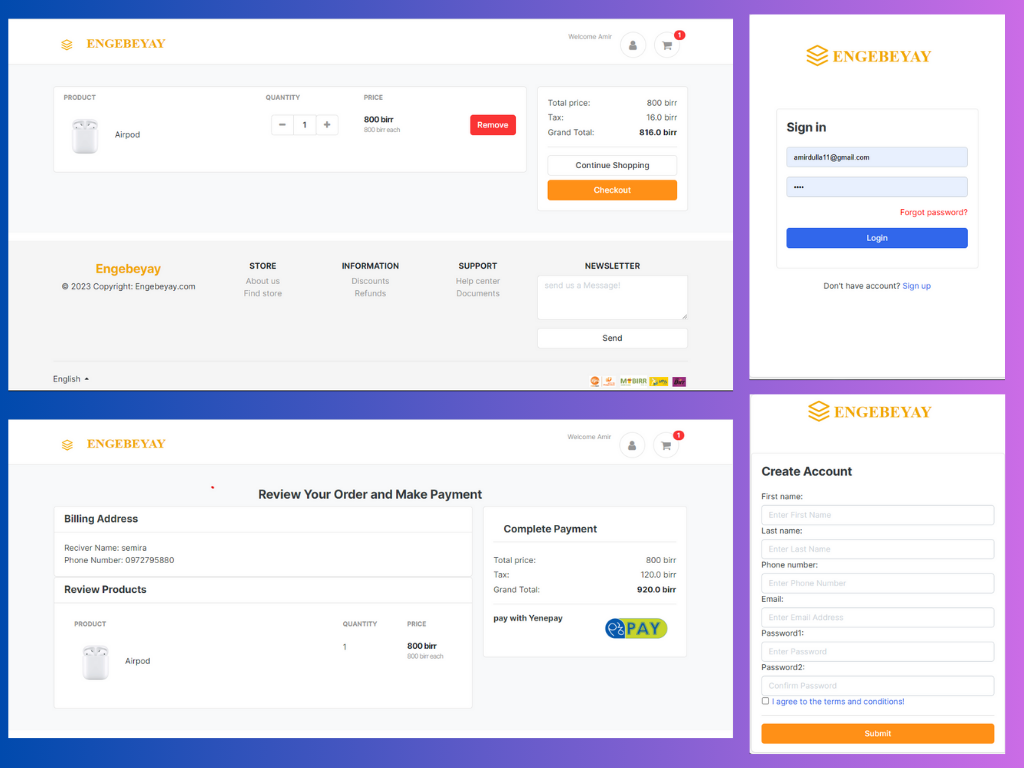 ENGEBEYAY
Welcome Amir
1
PRODUCT QUANTITY PRICE
Airpod
− 1 +
800 birr
800 birr each
Remove
Total price: 800 birr
Tax: 16.0 birr
Grand Total: 816.0 birr
Continue Shopping
Checkout
Engebeyay
© 2023 Copyright: Engebeyay.com
STORE
About us
Find store
INFORMATION
Discounts
Refunds
SUPPORT
Help center
Documents
NEWSLETTER
send us a Message!
Send
English
ENGEBEYAY
Sign in
amirdulla11@gmail.com
••••
Forgot password?
Login
Don't have account? Sign up
ENGEBEYAY
Welcome Amir
1
Review Your Order and Make Payment
Billing Address
Reciver Name: semira
Phone Number: 0972795880
Review Products
PRODUCT QUANTITY PRICE
Airpod
1
800 birr
800 birr each
Complete Payment
Total price: 800 birr
Tax: 120.0 birr
Grand Total: 920.0 birr
pay with Yenepay
PAY
ENGEBEYAY
Create Account
First name:
Enter First Name
Last name:
Enter Last Name
Phone number:
Enter Phone Number
Email:
Enter Email Address
Password1:
Enter Password
Password2:
Confirm Password
I agree to the terms and conditions!
Submit